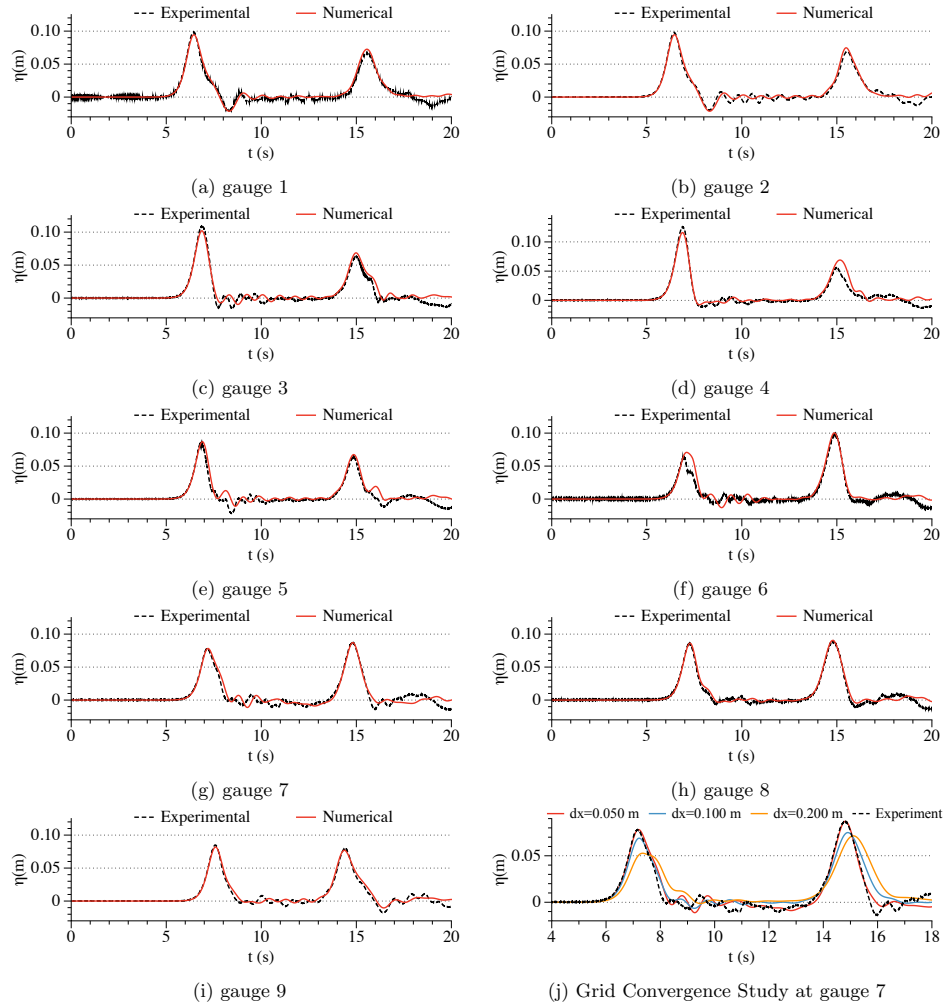 Experimental Numerical
0.10
0.05
0
η(m)
0 5 10 15 20
t (s)
(a) gauge 1
Experimental Numerical
0.10
0.05
0
η(m)
0 5 10 15 20
t (s)
(b) gauge 2
Experimental Numerical
0.10
0.05
0
η(m)
0 5 10 15 20
t (s)
(c) gauge 3
Experimental Numerical
0.10
0.05
0
η(m)
0 5 10 15 20
t (s)
(d) gauge 4
Experimental Numerical
0.10
0.05
0
η(m)
0 5 10 15 20
t (s)
(e) gauge 5
Experimental Numerical
0.10
0.05
0
η(m)
0 5 10 15 20
t (s)
(f) gauge 6
Experimental Numerical
0.10
0.05
0
η(m)
0 5 10 15 20
t (s)
(g) gauge 7
Experimental Numerical
0.10
0.05
0
η(m)
0 5 10 15 20
t (s)
(h) gauge 8
Experimental Numerical
0.10
0.05
0
η(m)
0 5 10 15 20
t (s)
(i) gauge 9
dx=0.050 m dx=0.100 m dx=0.200 m Experiment
0.05
0
η(m)
4 6 8 10 12 14 16 18
t (s)
(j) Grid Convergence Study at gauge 7